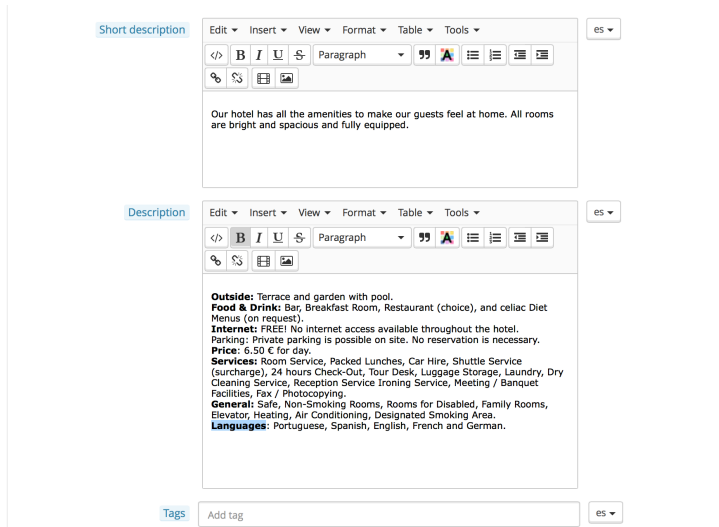 Short description
Edit Insert View Format Table Tools
es
</> B I U S Paragraph A
Our hotel has all the amenities to make our guests feel at home. All rooms
are bright and spacious and fully equipped.
Description
Edit Insert View Format Table Tools
es
</> B I U S Paragraph A
Outside: Terrace and garden with pool.
Food & Drink: Bar, Breakfast Room, Restaurant (choice), and celiac Diet
Menus (on request).
Internet: FREE! No internet access available throughout the hotel.
Parking: Private parking is possible on site. No reservation is necessary.
Price: 6.50 € for day.
Services: Room Service, Packed Lunches, Car Hire, Shuttle Service
(surcharge), 24 hours Check-Out, Tour Desk, Luggage Storage, Laundry, Dry
Cleaning Service, Reception Service Ironing Service, Meeting / Banquet
Facilities, Fax / Photocopying.
General: Safe, Non-Smoking Rooms, Rooms for Disabled, Family Rooms,
Elevator, Heating, Air Conditioning, Designated Smoking Area.
Languages: Portuguese, Spanish, English, French and German.
Tags
Add tag
es